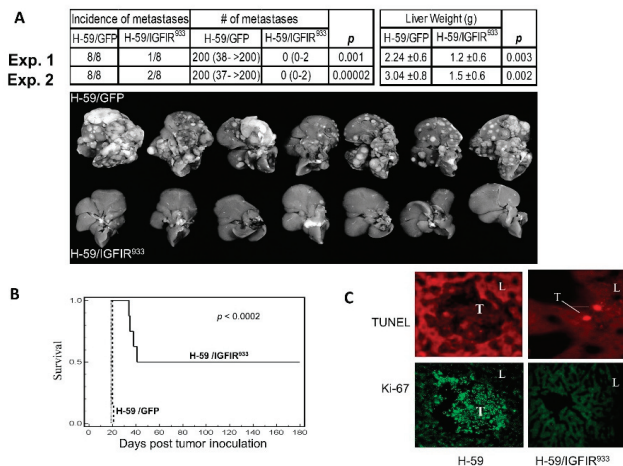 A
Incidence of metastases # of metastases Liver Weight (g)
H-59/GFP H-59/IGFIR933 H-59/GFP H-59/IGFIR933 p H-59/GFP H-59/IGFIR933 p
Exp. 1 8/8 1/8 200 (38- >200) 0 (0-2 0.001 2.24 ±0.6 1.2 ±0.6 0.003
Exp. 2 8/8 2/8 200 (37- >200) 0 (0-2) 0.00002 3.04 ±0.8 1.5 ±0.6 0.002
H-59/GFP
H-59/IGFIR933
B
Survival
1.0
0.5
0.0
p < 0.0002
H-59 /IGFIR933
H-59 /GFP
0 20 40 60 80 100 120 140 160 180
Days post tumor inoculation
C
TUNEL
L
T
L
T
Ki-67
L
T
L
H-59 H-59/IGFIR933